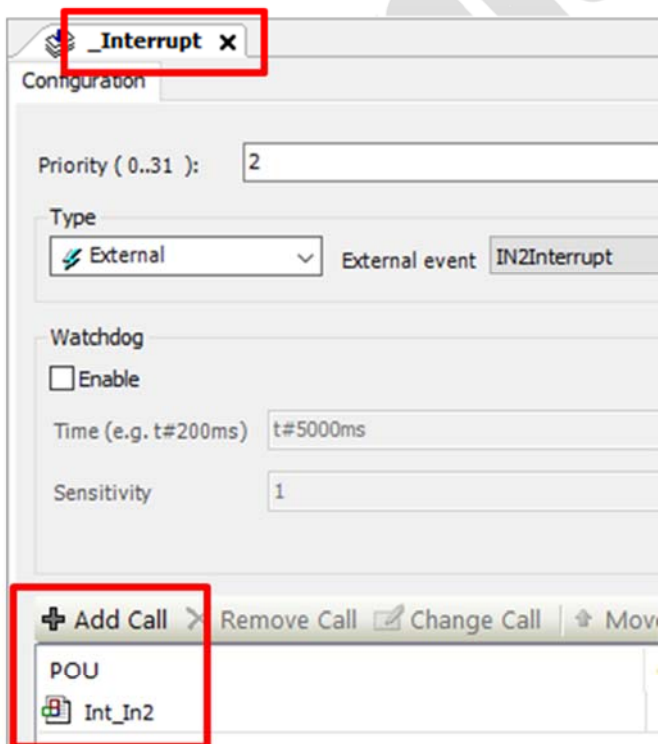 _Interrupt x
Configuration
Priority ( 0..31 ): 2
Type
External External event IN2Interrupt
Watchdog
Enable
Time (e.g. t#200ms) t#5000ms
Sensitivity 1
Add Call Remove Call Change Call Move
POU
Int_In2